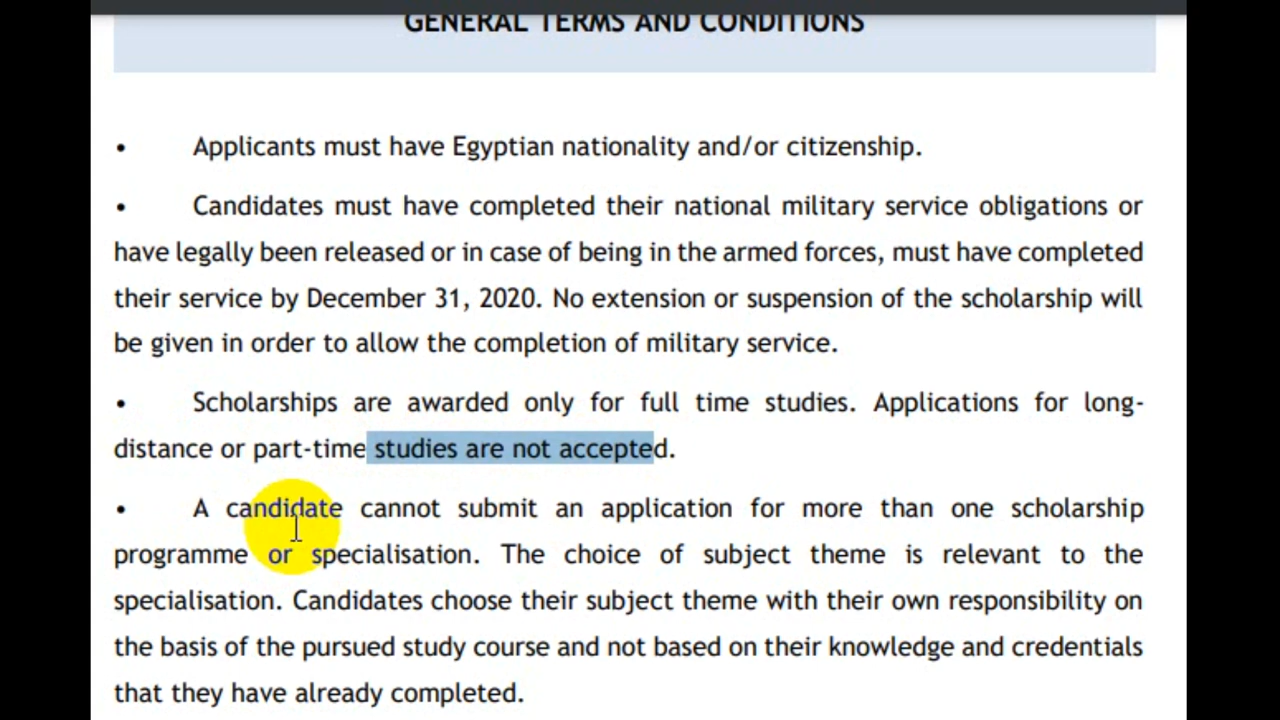 GENERAL TERMS AND CONDITIONS
• Applicants must have Egyptian nationality and/or citizenship.
• Candidates must have completed their national military service obligations or
have legally been released or in case of being in the armed forces, must have completed
their service by December 31, 2020. No extension or suspension of the scholarship will
be given in order to allow the completion of military service.
• Scholarships are awarded only for full time studies. Applications for long-
distance or part-time studies are not accepted.
• A candidate cannot submit an application for more than one scholarship
programme or specialisation. The choice of subject theme is relevant to the
specialisation. Candidates choose their subject theme with their own responsibility on
the basis of the pursued study course and not based on their knowledge and credentials
that they have already completed.